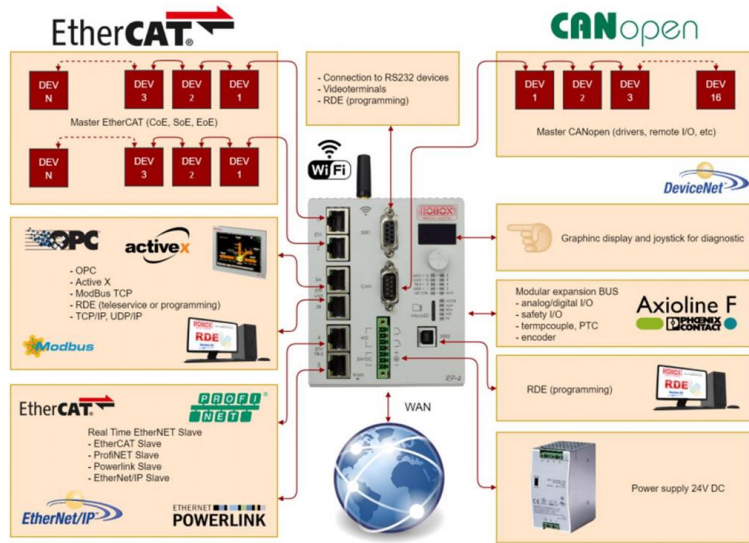 EtherCAT®
CANopen
DEV N
DEV 3
DEV 2
DEV 1
Master EtherCAT (CoE, SoE, EoE)
DEV N
DEV 3
DEV 2
DEV 1
- Connection to RS232 devices
- Videoterminals
- RDE (programming)
DEV 1
DEV 2
DEV 3
DEV 16
Master CANopen (drivers, remote I/O, etc)
WiFi
DeviceNet
ROBOX
CAN
OPC
activex
- OPC
- Active X
- ModBus TCP
- RDE (teleservice or programming)
- TCP/IP, UDP/IP
Modbus
RDE
Graphinc display and joystick for diagnostic
Modular expansion BUS
- analog/digital I/O
- safety I/O
- termpcouple, PTC
- encoder
Axioline F
PHOENIX
CONTACT
RDE (programming)
RDE
WAN
EtherCAT
PROFI
NET
Real Time EtherNET Slave
- EtherCAT Slave
- ProfiNET Slave
- Powerlink Slave
- EtherNet/IP Slave
EtherNet/IP
ETHERNET
POWERLINK
Power supply 24V DC